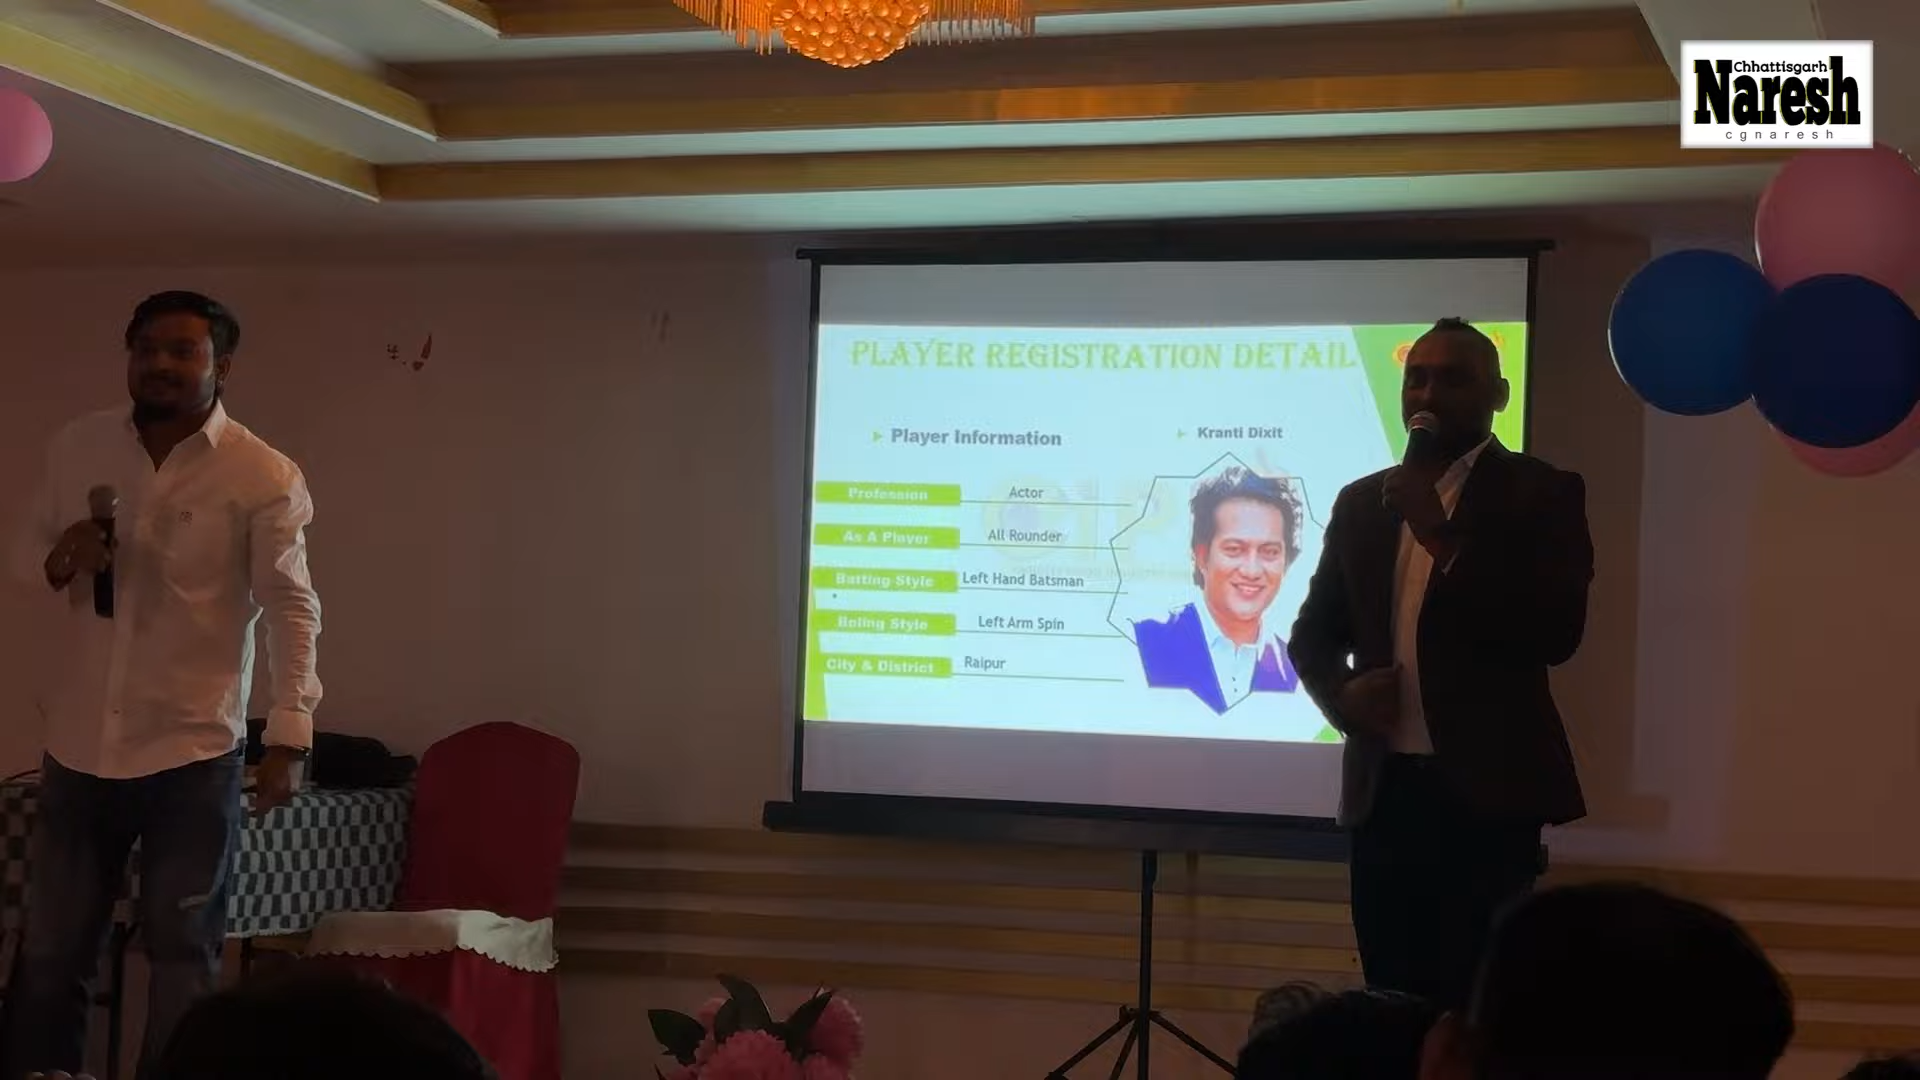 Chhattisgarh
Naresh
cgnaresh
PLAYER REGISTRATION DETAIL
Player Information
Kranti Dixit
Profession Actor
As A Player All Rounder
Batting Style Left Hand Batsman
Boling Style Left Arm Spin
City & District Raipur